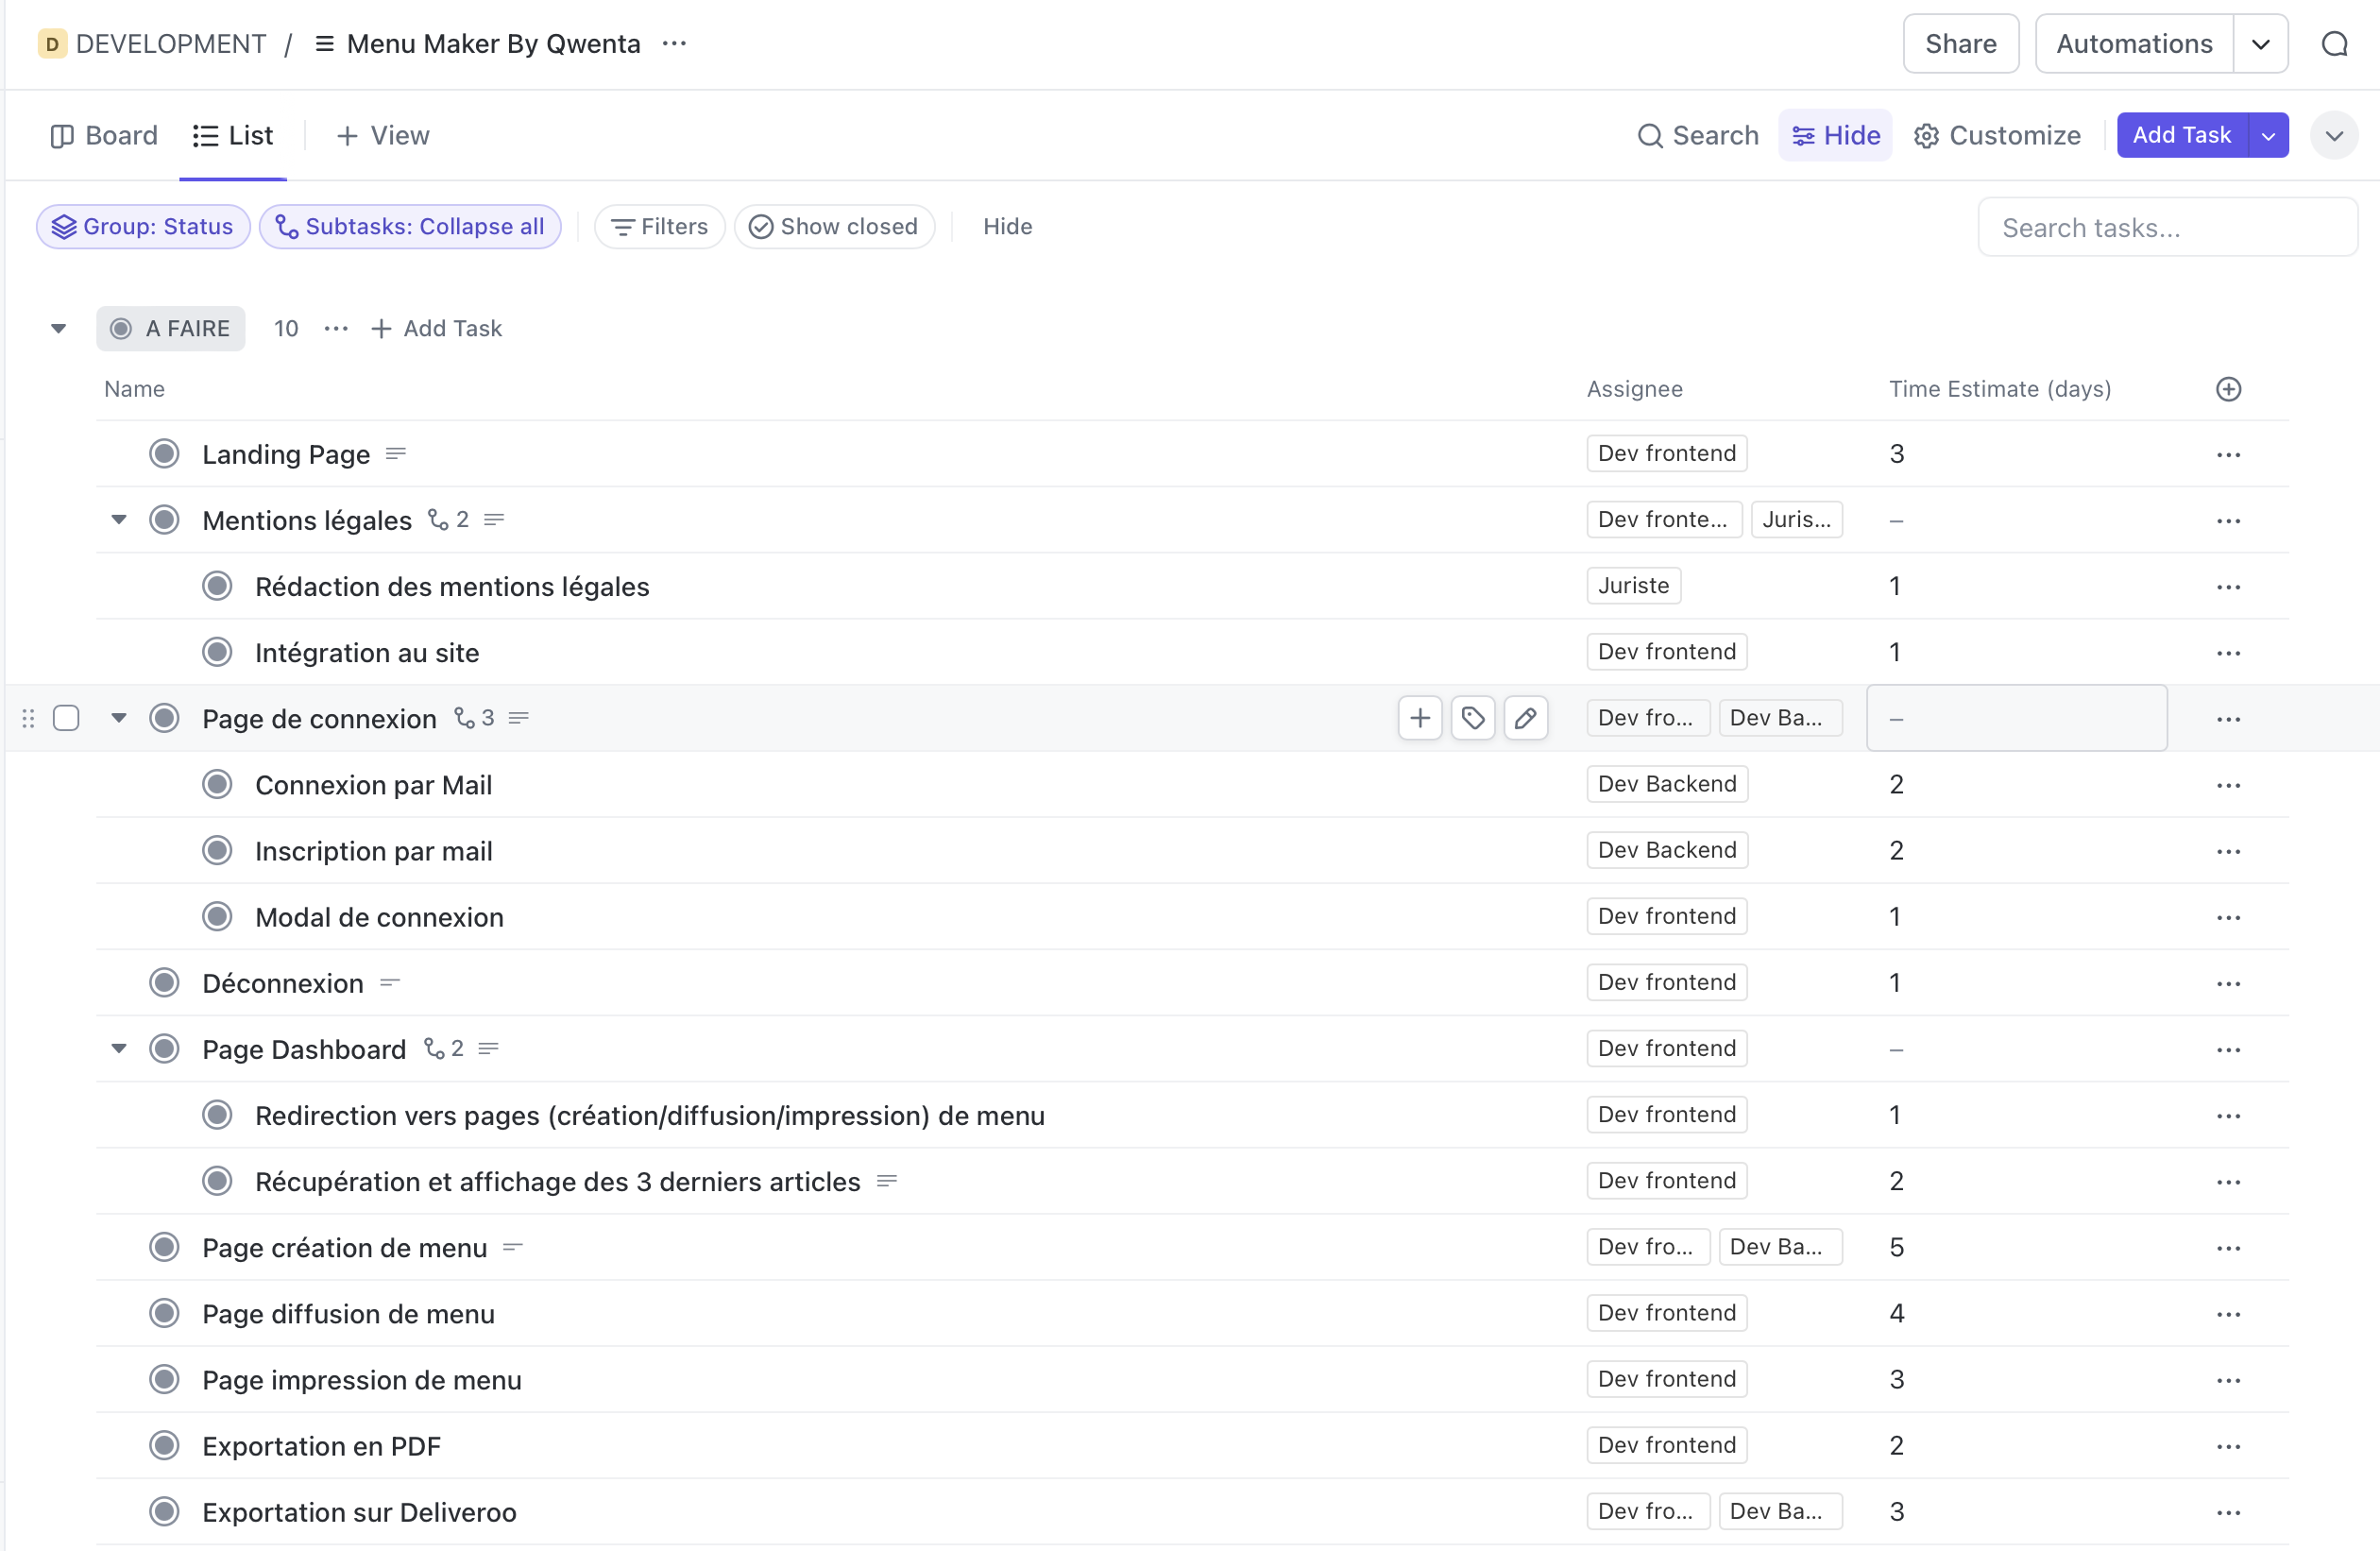 D DEVELOPMENT / Menu Maker By Qwenta ... Share Automations
Board List + View Search Hide Customize Add Task
Group: Status Subtasks: Collapse all Filters Show closed Hide Search tasks...
A FAIRE 10 ... + Add Task
Name Assignee Time Estimate (days)
Landing Page Dev frontend 3
Mentions légales 2 Dev fronte... Juris... –
Rédaction des mentions légales Juriste 1
Intégration au site Dev frontend 1
Page de connexion 3 Dev fro... Dev Ba... –
Connexion par Mail Dev Backend 2
Inscription par mail Dev Backend 2
Modal de connexion Dev frontend 1
Déconnexion Dev frontend 1
Page Dashboard 2 Dev frontend –
Redirection vers pages (création/diffusion/impression) de menu Dev frontend 1
Récupération et affichage des 3 derniers articles Dev frontend 2
Page création de menu Dev fro... Dev Ba... 5
Page diffusion de menu Dev frontend 4
Page impression de menu Dev frontend 3
Exportation en PDF Dev frontend 2
Exportation sur Deliveroo Dev fro... Dev Ba... 3